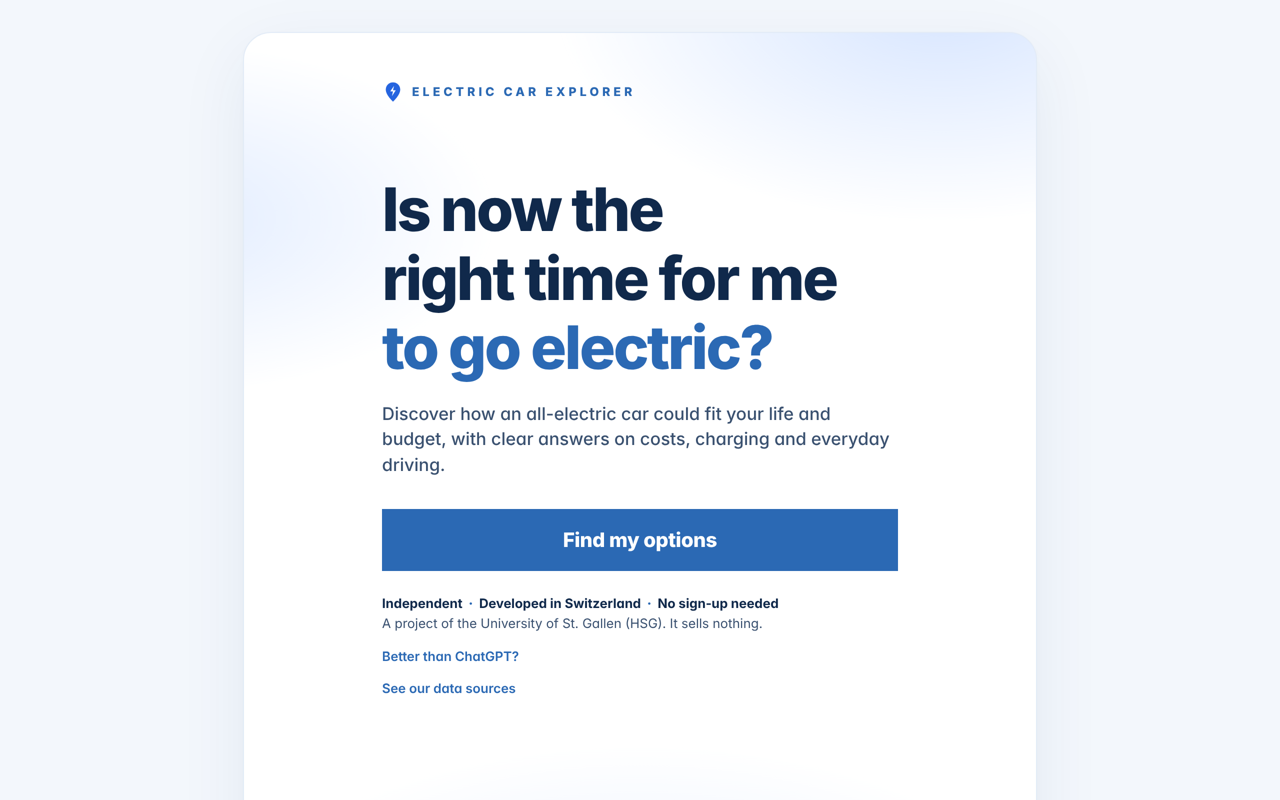 ELECTRIC CAR EXPLORER
Is now the
right time for me
to go electric?
Discover how an all-electric car could fit your life and
budget, with clear answers on costs, charging and everyday
driving.
Find my options
Independent · Developed in Switzerland · No sign-up needed
A project of the University of St. Gallen (HSG). It sells nothing.
Better than ChatGPT?
See our data sources